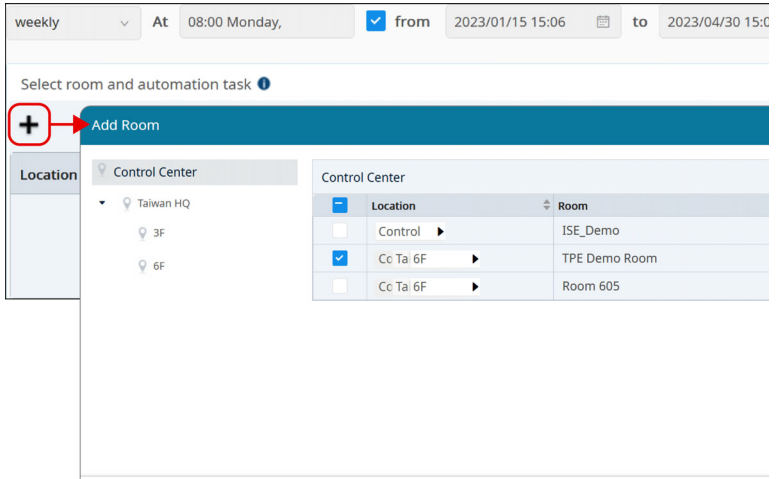 weekly At 08:00 Monday, from 2023/01/15 15:06 to 2023/04/30 15:0
Select room and automation task
Add Room
Location
Control Center
Taiwan HQ
3F
6F
Control Center
Location Room
Control ISE_Demo
Co Ta 6F TPE Demo Room
Co Ta 6F Room 605